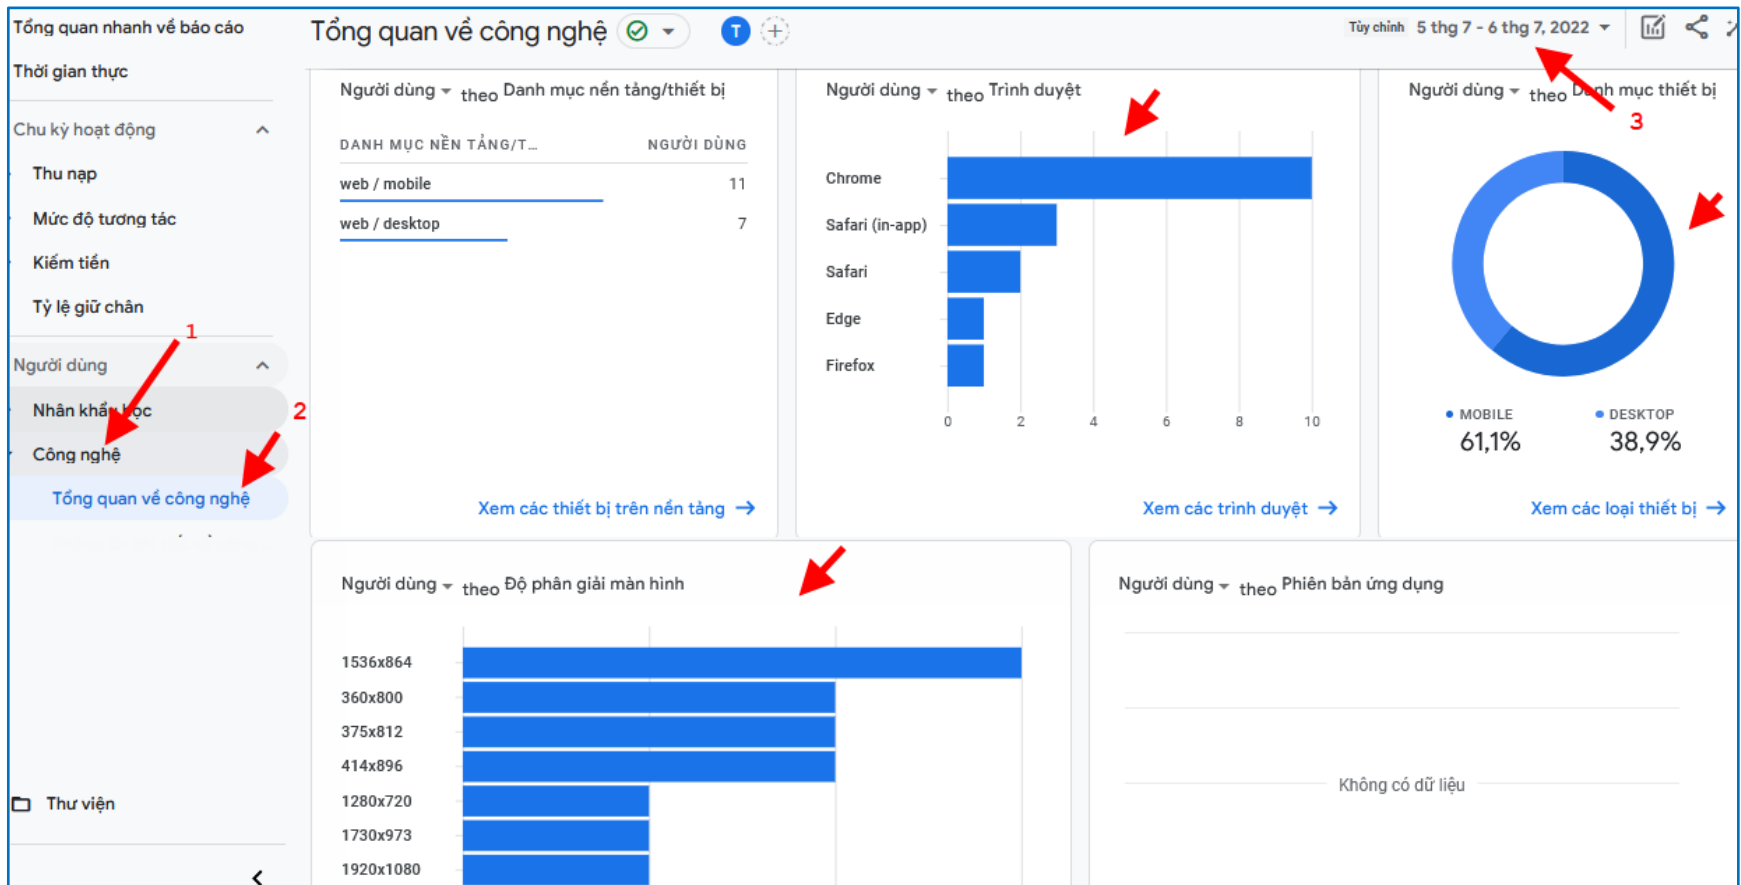 Tổng quan nhanh về báo cáo
Thời gian thực
Chu kỳ hoạt động
Thu nạp
Mức độ tương tác
Kiếm tiền
Tỷ lệ giữ chân
1
Người dùng
Nhân khẩu học
2
Công nghệ
Tổng quan về công nghệ
Thư viện
Tổng quan về công nghệ
T
Tùy chỉnh 5 thg 7 - 6 thg 7, 2022
3
Người dùng theo Danh mục nền tảng/thiết bị
DANH MỤC NỀN TẢNG/T... NGƯỜI DÙNG
web / mobile 11
web / desktop 7
Xem các thiết bị trên nền tảng
Người dùng theo Trình duyệt
Chrome
Safari (in-app)
Safari
Edge
Firefox
0 2 4 6 8 10
Xem các trình duyệt
Người dùng theo Danh mục thiết bị
MOBILE DESKTOP
61,1% 38,9%
Xem các loại thiết bị
Người dùng theo Độ phân giải màn hình
1536x864
360x800
375x812
414x896
1280x720
1730x973
1920x1080
Người dùng theo Phiên bản ứng dụng
Không có dữ liệu